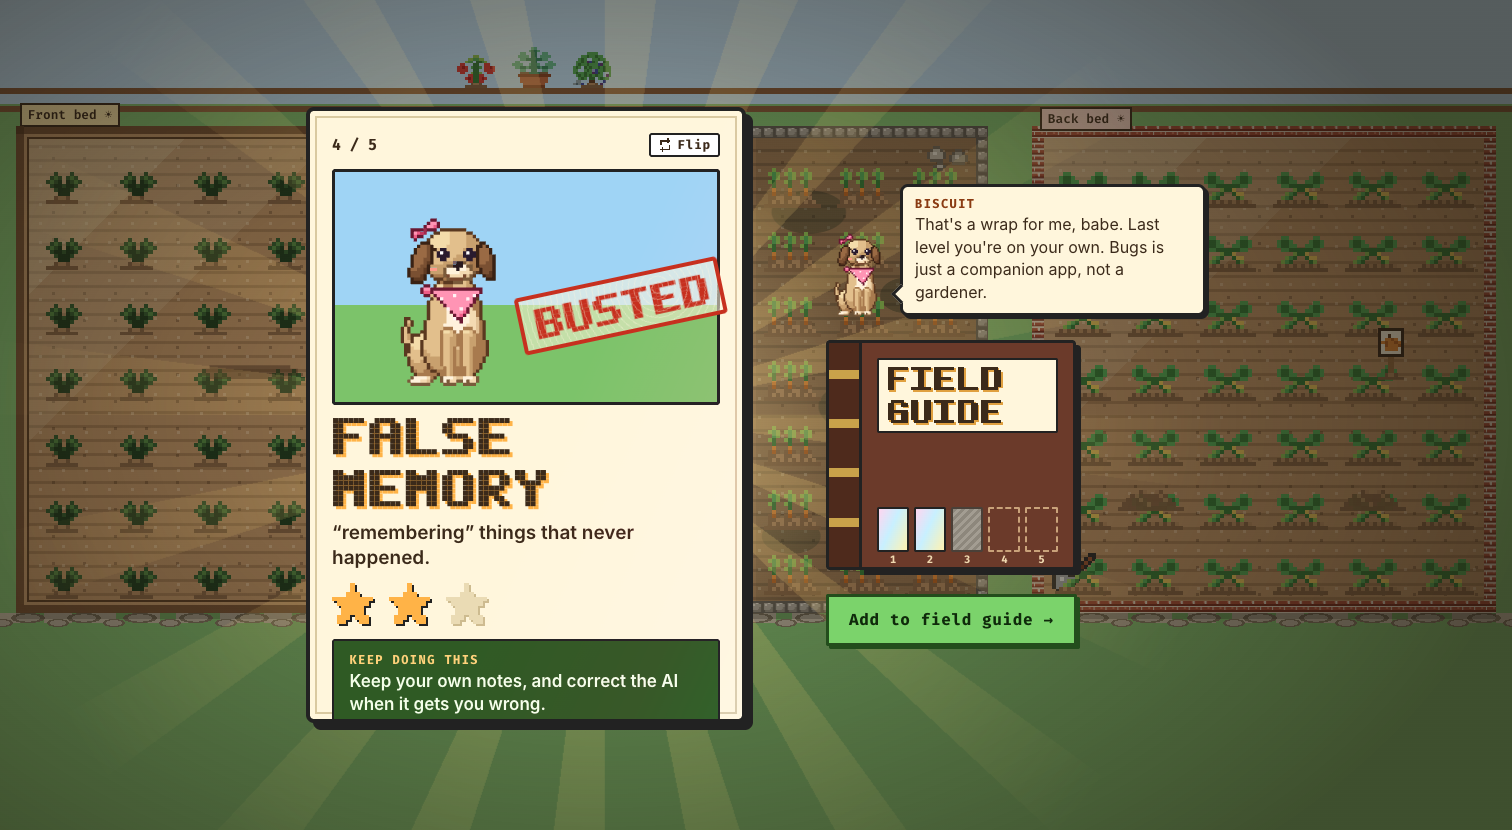 Front bed ☀
Back bed ☀
4 / 5
Flip
BUSTED
FALSE
MEMORY
“remembering” things that never
happened.
KEEP DOING THIS
Keep your own notes, and correct the AI
when it gets you wrong.
BISCUIT
That's a wrap for me, babe. Last
level you're on your own. Bugs is
just a companion app, not a
gardener.
FIELD
GUIDE
1 2 3 4 5
Add to field guide →